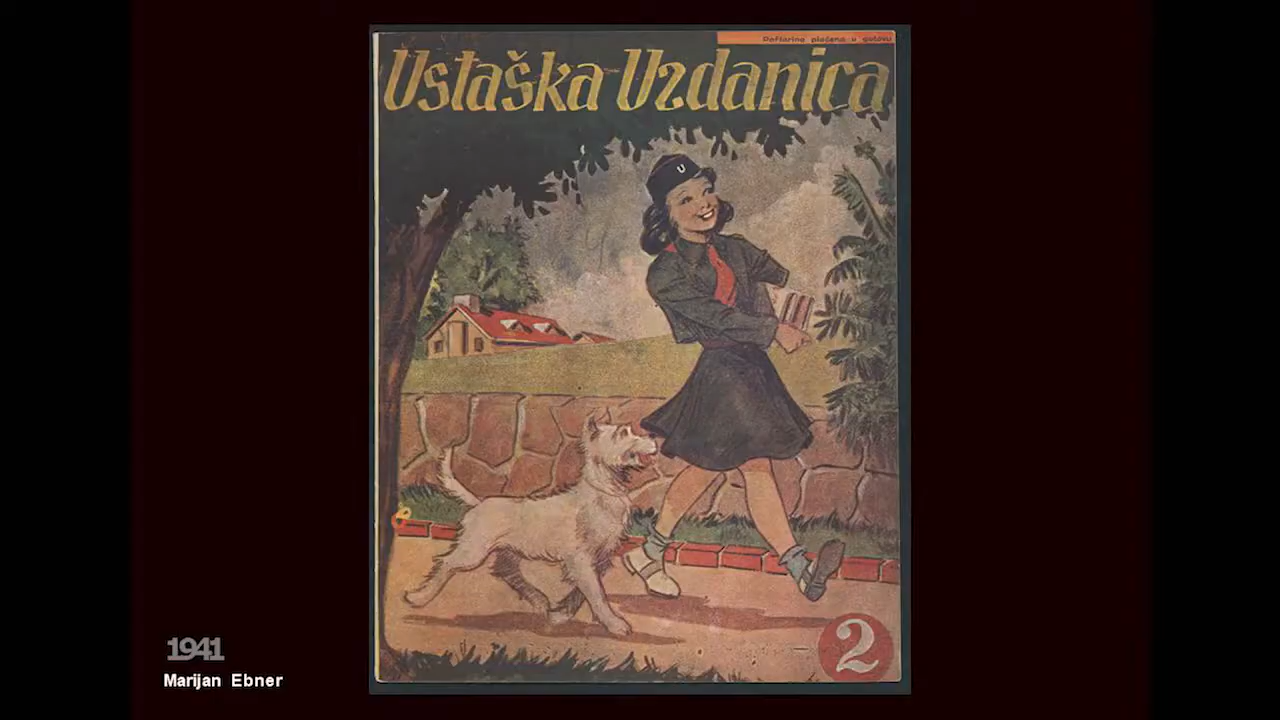 Poštarina plaćena u gotovu
Ustaška Uzdanica
U
2
1941
Marijan Ebner